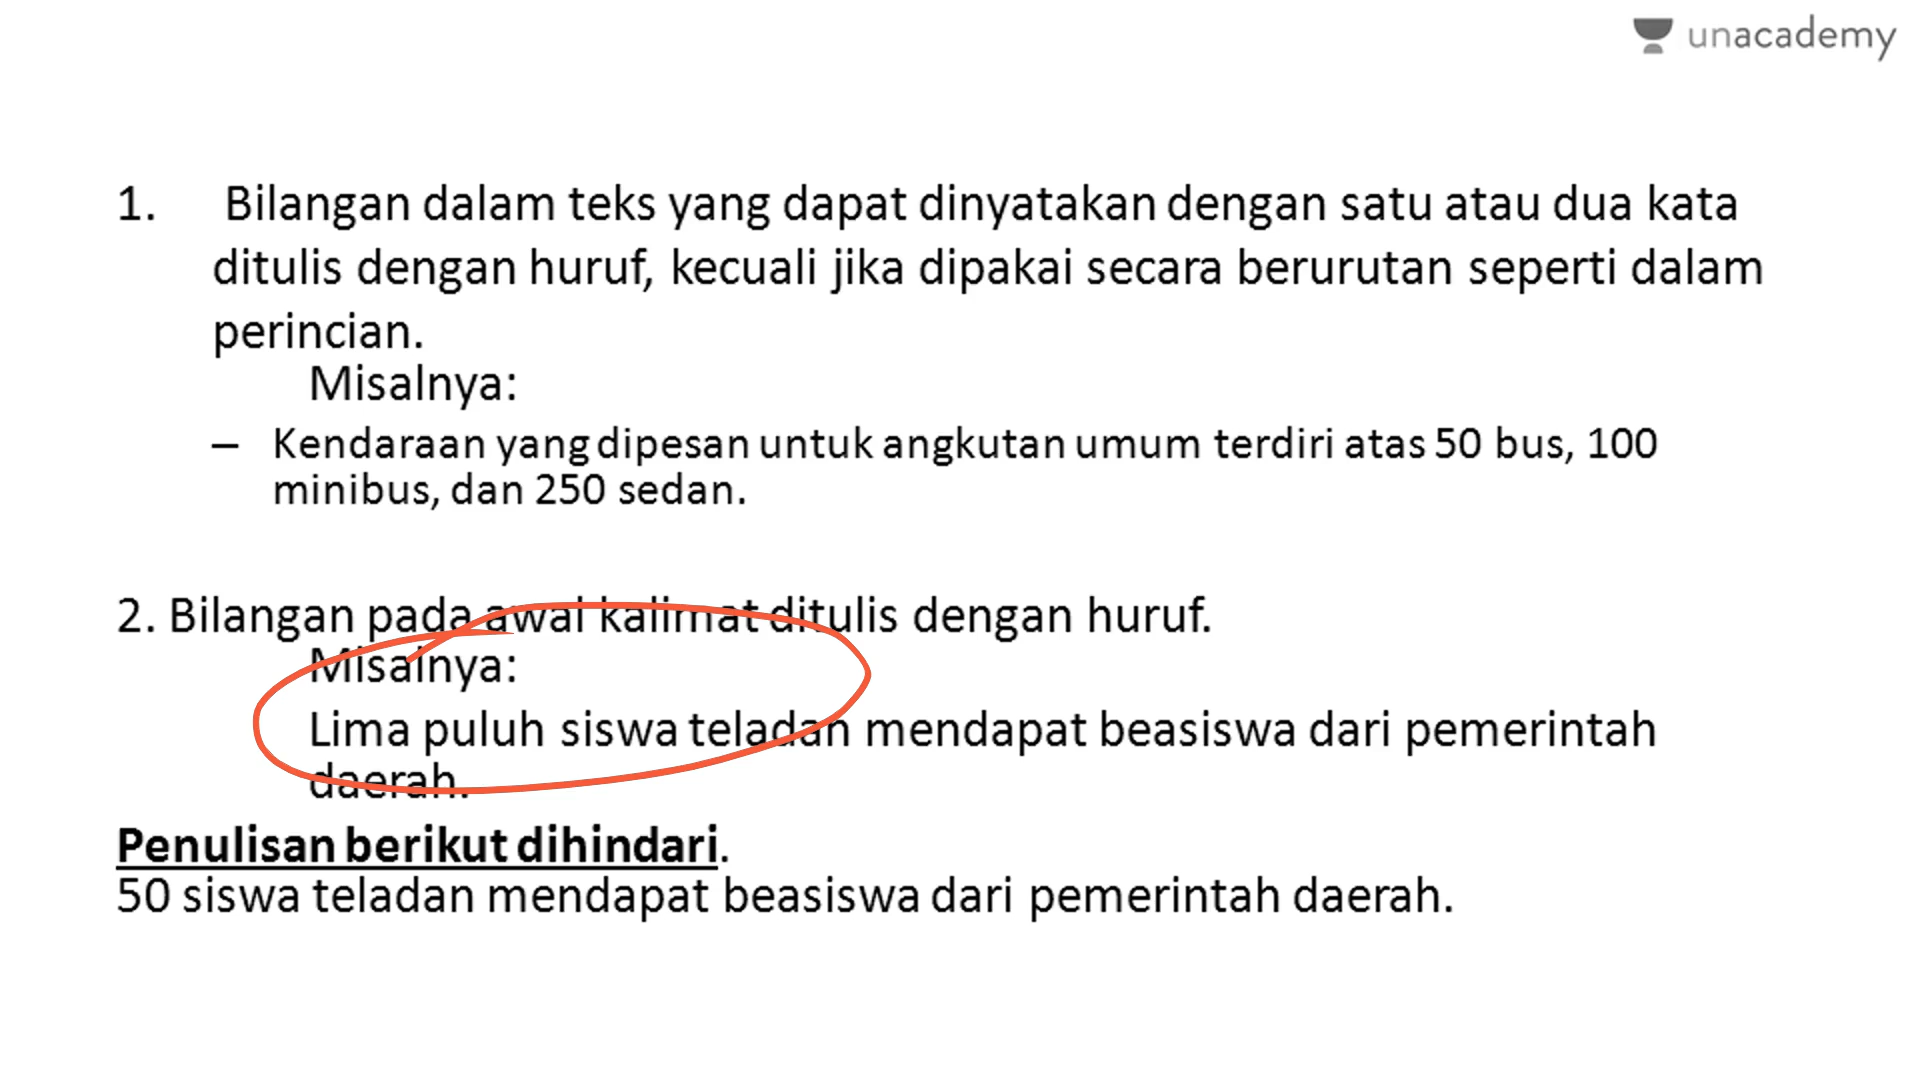 unacademy
1. Bilangan dalam teks yang dapat dinyatakan dengan satu atau dua kata
ditulis dengan huruf, kecuali jika dipakai secara berurutan seperti dalam
perincian.
Misalnya:
– Kendaraan yang dipesan untuk angkutan umum terdiri atas 50 bus, 100
minibus, dan 250 sedan.
2. Bilangan pada awal kalimat ditulis dengan huruf.
Misalnya:
Lima puluh siswa teladan mendapat beasiswa dari pemerintah
daerah.
Penulisan berikut dihindari.
50 siswa teladan mendapat beasiswa dari pemerintah daerah.